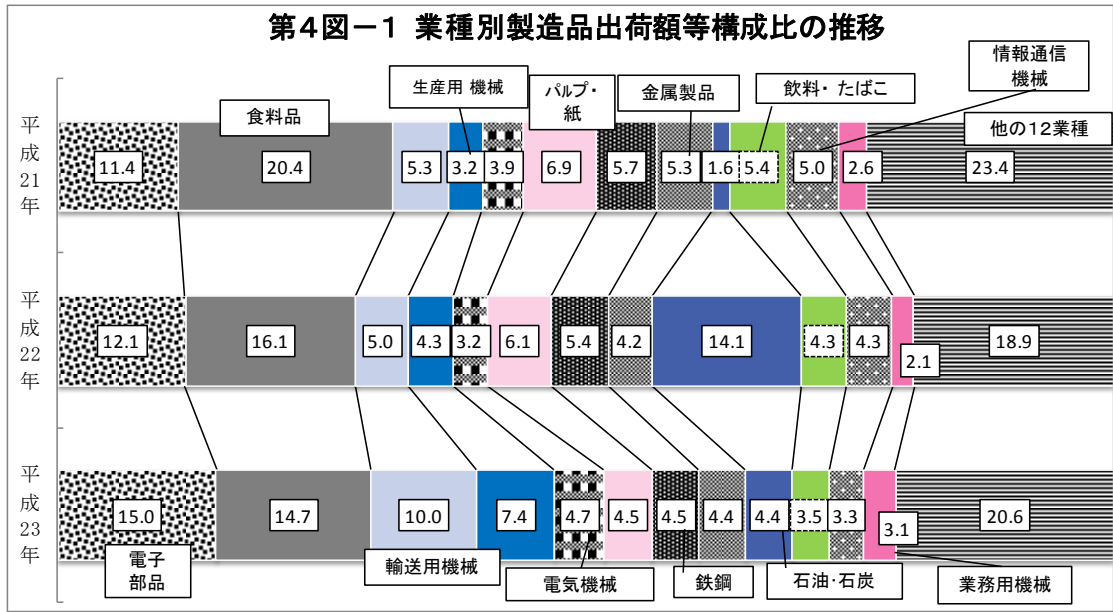 第4図－1 業種別製造品出荷額等構成比の推移
情報通信
機械
生産用 機械
パルプ・
紙
金属製品
飲料・ たばこ
食料品
他の12業種
平成21年
11.4
20.4
5.3
3.2
3.9
6.9
5.7
5.3
1.6
5.4
5.0
2.6
23.4
平成22年
12.1
16.1
5.0
4.3
3.2
6.1
5.4
4.2
14.1
4.3
4.3
2.1
18.9
平成23年
15.0
14.7
10.0
7.4
4.7
4.5
4.5
4.4
4.4
3.5
3.3
3.1
20.6
電子
部品
輸送用機械
電気機械
鉄鋼
石油・石炭
業務用機械